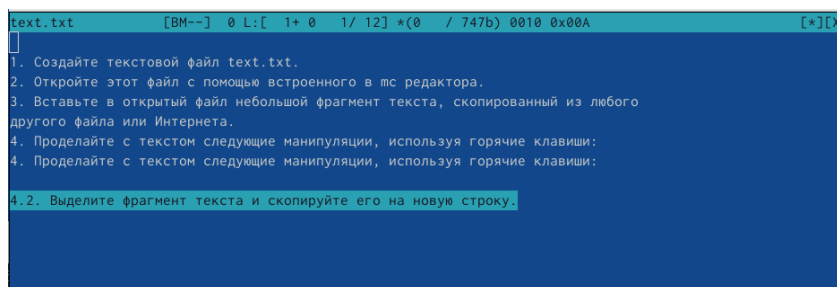 text.txt [BM--] 0 L:[ 1+ 0 1/ 12] *(0 / 747b) 0010 0x00A [*][X
1. Создайте текстовой файл text.txt.
2. Откройте этот файл с помощью встроенного в mc редактора.
3. Вставьте в открытый файл небольшой фрагмент текста, скопированный из любого
другого файла или Интернета.
4. Проделайте с текстом следующие манипуляции, используя горячие клавиши:
4. Проделайте с текстом следующие манипуляции, используя горячие клавиши:
4.2. Выделите фрагмент текста и скопируйте его на новую строку.